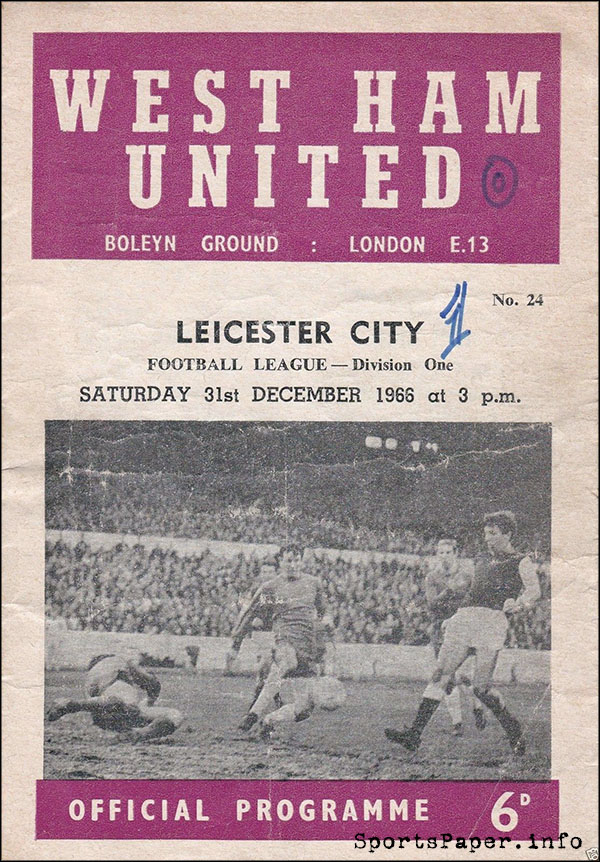 WEST HAM
UNITED 0
BOLEYN GROUND : LONDON E.13
No. 24
LEICESTER CITY 1
FOOTBALL LEAGUE — Division One
SATURDAY 31st DECEMBER 1966 at 3 p.m.
OFFICIAL PROGRAMME 6D
SportsPaper.info